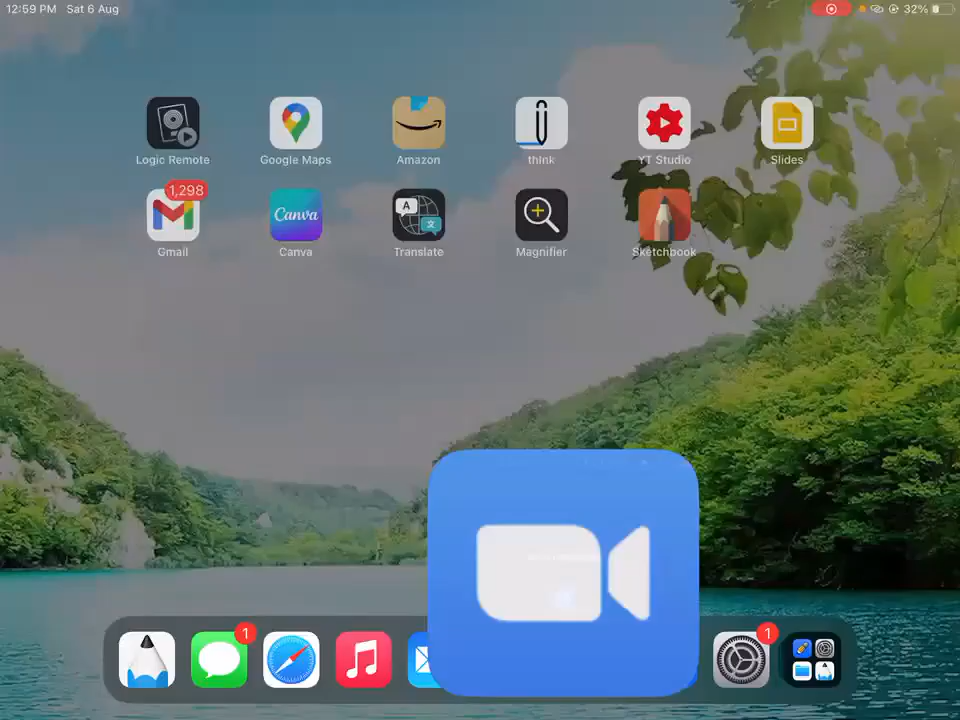 12:59 PM Sat 6 Aug
32%
Logic Remote
Google Maps
Amazon
thInk
YT Studio
Slides
1,298
Gmail
Canva
Canva
A
Translate
Magnifier
Sketchbook
1
1